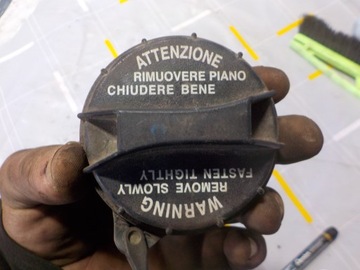 ATTENZIONE
RIMUOVERE PIANO
CHIUDERE BENE
WARNING
REMOVE SLOWLY
FASTEN TIGHTLY